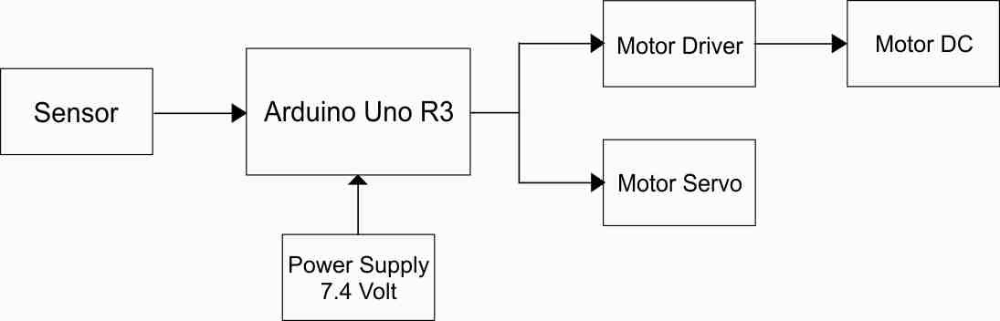 Sensor
Arduino Uno R3
Motor Driver
Motor DC
Motor Servo
Power Supply
7.4 Volt